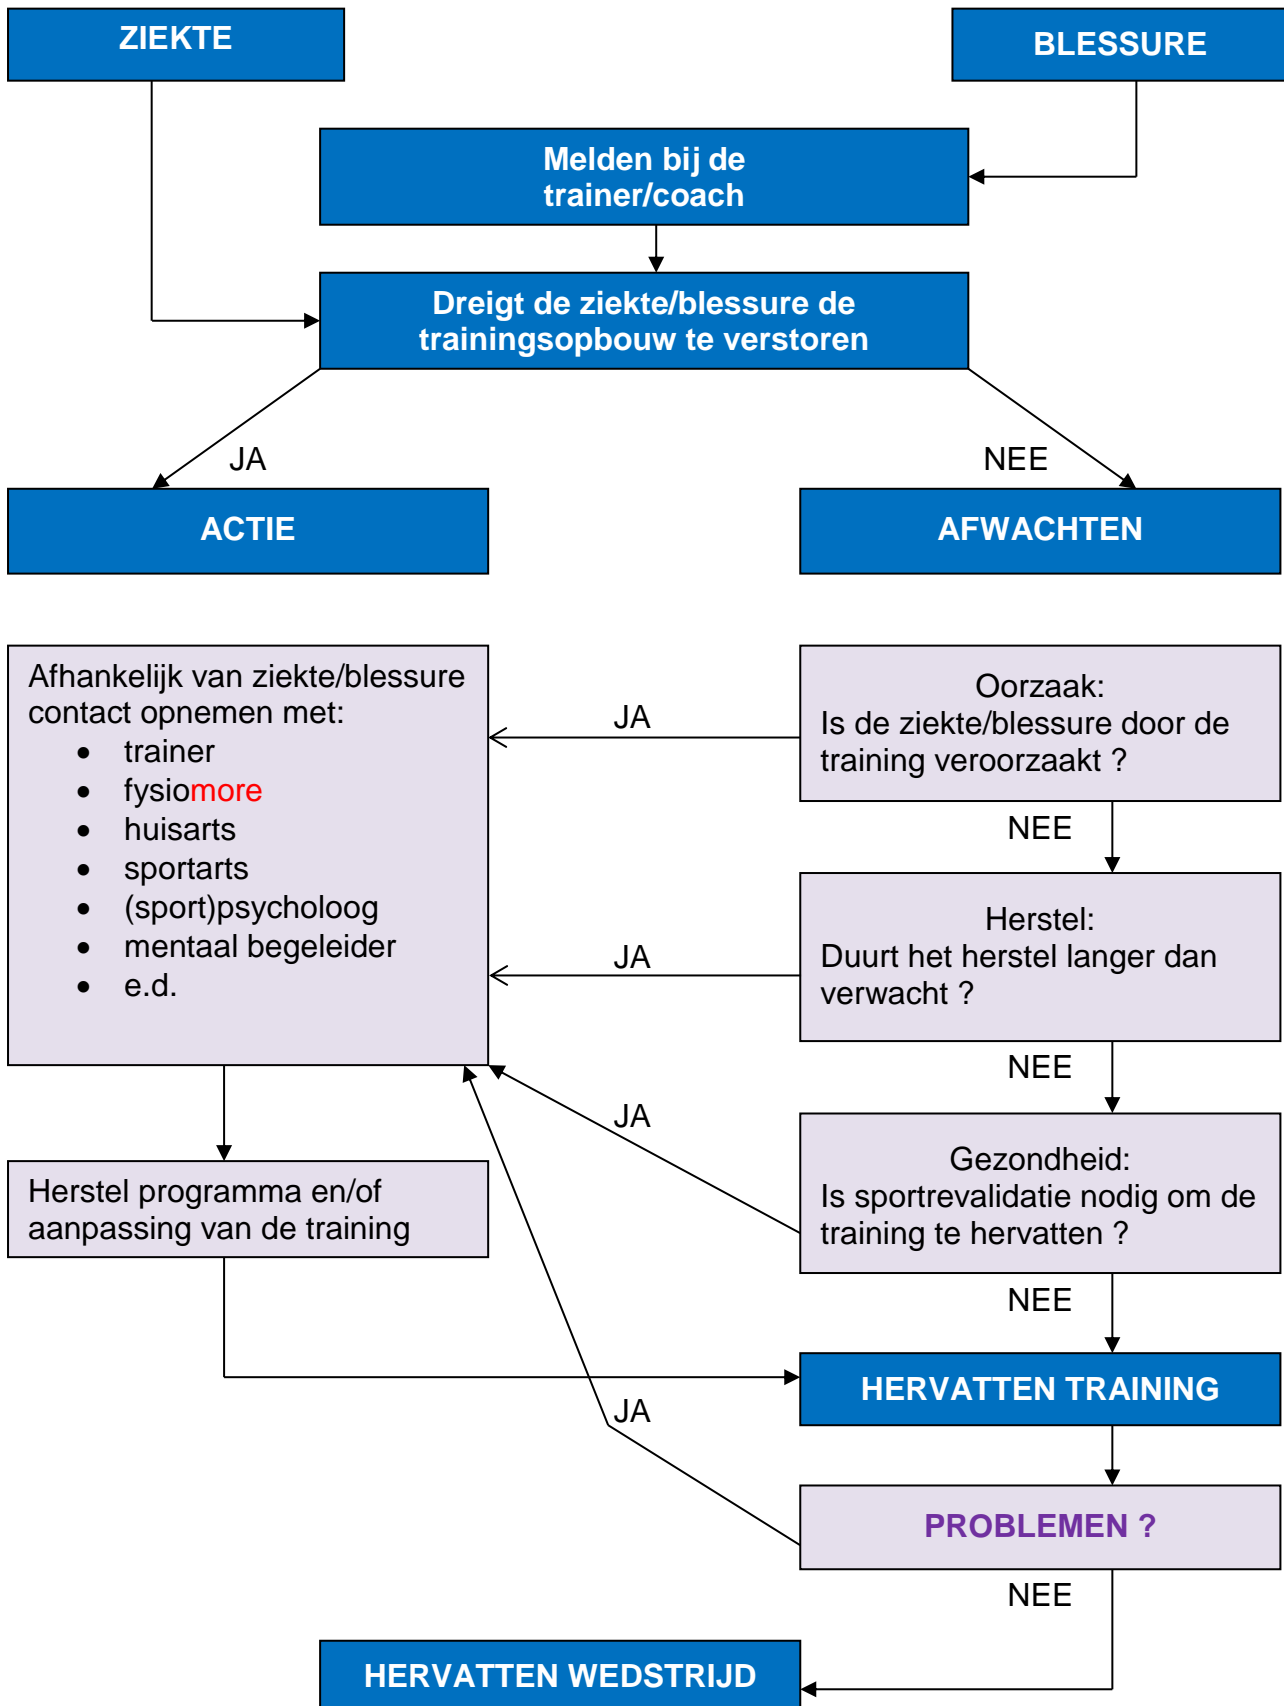 ZIEKTE
BLESSURE
Melden bij de
trainer/coach
Dreigt de ziekte/blessure de
trainingsopbouw te verstoren
JA
NEE
ACTIE
AFWACHTEN
Afhankelijk van ziekte/blessure
contact opnemen met:
• trainer
• fysiomore
• huisarts
• sportarts
• (sport)psycholoog
• mentaal begeleider
• e.d.
JA
Oorzaak:
Is de ziekte/blessure door de
training veroorzaakt ?
NEE
JA
Herstel:
Duurt het herstel langer dan
verwacht ?
NEE
JA
Gezondheid:
Is sportrevalidatie nodig om de
training te hervatten ?
Herstel programma en/of
aanpassing van de training
NEE
HERVATTEN TRAINING
JA
PROBLEMEN ?
NEE
HERVATTEN WEDSTRIJD